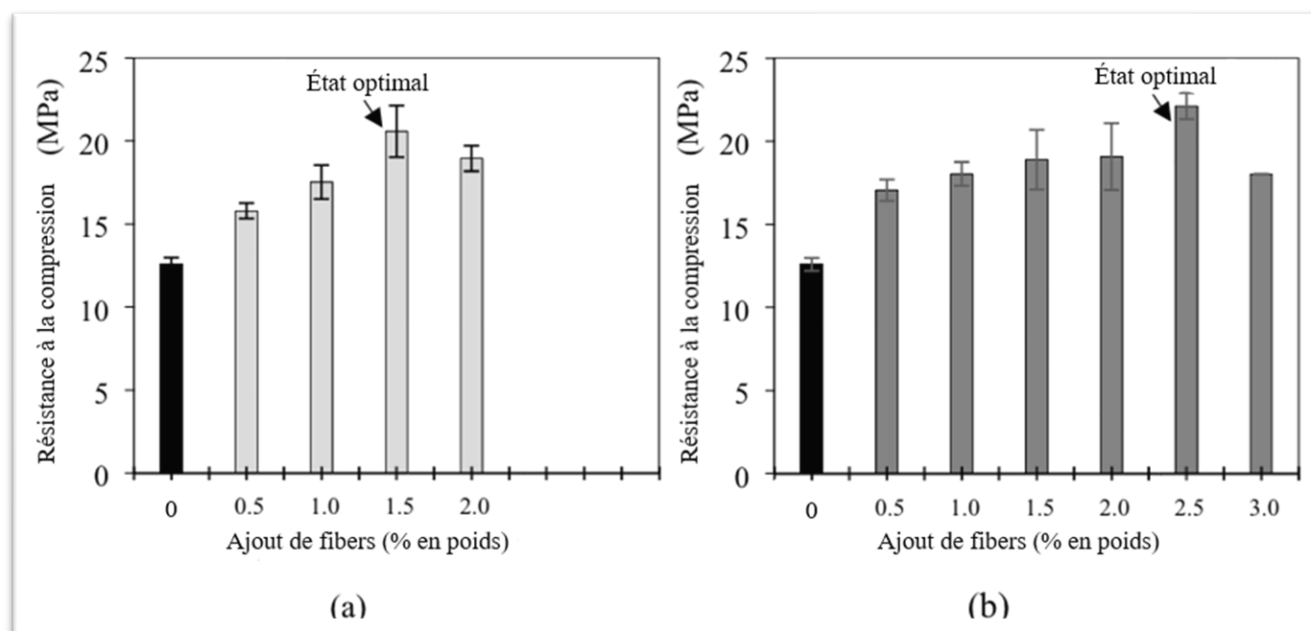 25
20
15
10
5
0
Résistance à la compression (MPa)
État optimal
0 0.5 1.0 1.5 2.0
Ajout de fibers (% en poids)
(a)
25
20
15
10
5
0
Résistance à la compression (MPa)
État optimal
0 0.5 1.0 1.5 2.0 2.5 3.0
Ajout de fibers (% en poids)
(b)